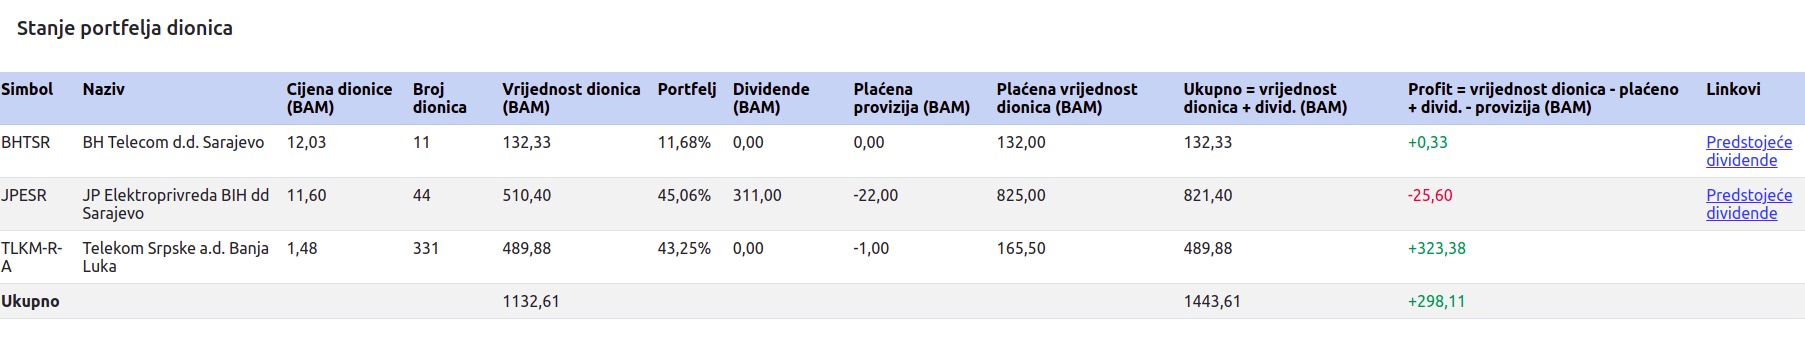 Stanje portfelja dionica
Simbol Naziv Cijena dionice (BAM) Broj dionica Vrijednost dionica (BAM) Portfelj Dividende (BAM) Plaćena provizija (BAM) Plaćena vrijednost dionica (BAM) Ukupno = vrijednost dionica + divid. (BAM) Profit = vrijednost dionica - plaćeno + divid. - provizija (BAM) Linkovi
BHTSR BH Telecom d.d. Sarajevo 12,03 11 132,33 11,68% 0,00 0,00 132,00 132,33 +0,33 Predstojeće dividende
JPESR JP Elektroprivreda BIH dd Sarajevo 11,60 44 510,40 45,06% 311,00 -22,00 825,00 821,40 -25,60 Predstojeće dividende
TLKM-R-A Telekom Srpske a.d. Banja Luka 1,48 331 489,88 43,25% 0,00 -1,00 165,50 489,88 +323,38
Ukupno 1132,61 1443,61 +298,11